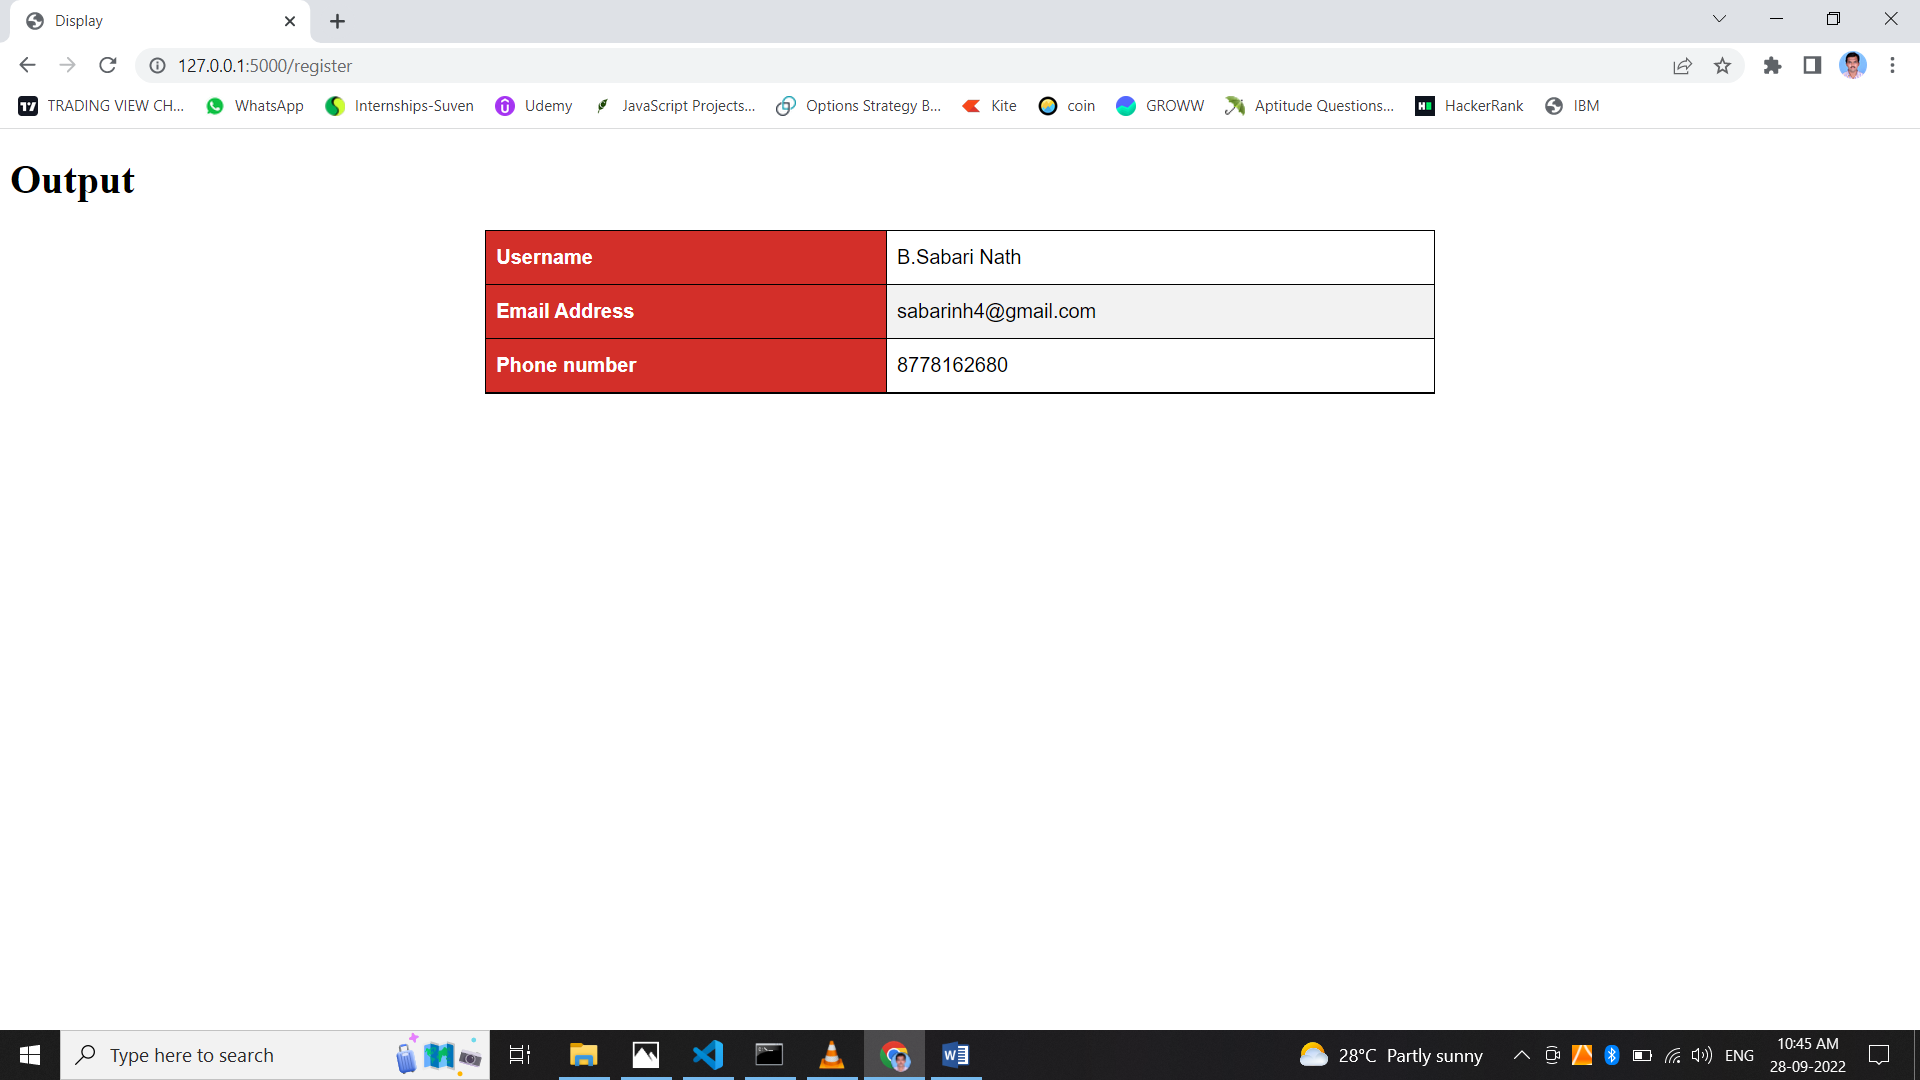 Display
127.0.0.1:5000/register
TRADING VIEW CH... WhatsApp Internships-Suven Udemy JavaScript Projects... Options Strategy B... Kite coin GROWW Aptitude Questions... HackerRank IBM
Output
Username B.Sabari Nath
Email Address sabarinh4@gmail.com
Phone number 8778162680
Type here to search 28°C Partly sunny ENG 10:45 AM
28-09-2022